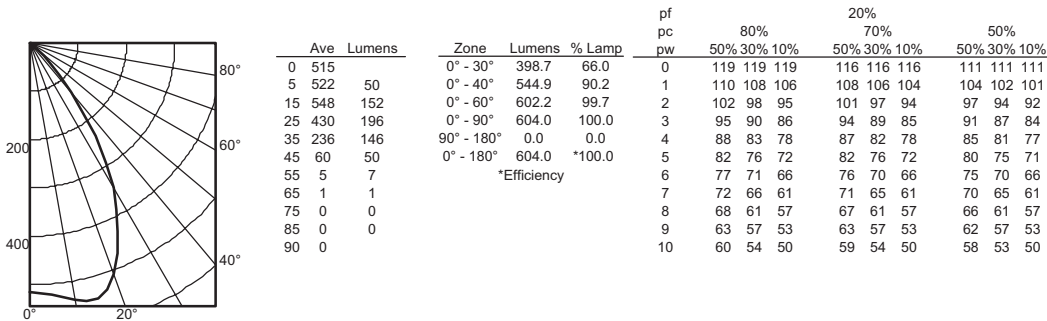 200
400
0°
20°
40°
60°
80°
Ave Lumens
0 515
5 522 50
15 548 152
25 430 196
35 236 146
45 60 50
55 5 7
65 1 1
75 0 0
85 0 0
90 0
Zone Lumens % Lamp
0° - 30° 398.7 66.0
0° - 40° 544.9 90.2
0° - 60° 602.2 99.7
0° - 90° 604.0 100.0
90° - 180° 0.0 0.0
0° - 180° 604.0 *100.0
*Efficiency
pf 20%
pc 80% 70% 50%
pw 50% 30% 10% 50% 30% 10% 50% 30% 10%
0 119 119 119 116 116 116 111 111 111
1 110 108 106 108 106 104 104 102 101
2 102 98 95 101 97 94 97 94 92
3 95 90 86 94 89 85 91 87 84
4 88 83 78 87 82 78 85 81 77
5 82 76 72 82 76 72 80 75 71
6 77 71 66 76 70 66 75 70 66
7 72 66 61 71 65 61 70 65 61
8 68 61 57 67 61 57 66 61 57
9 63 57 53 63 57 53 62 57 53
10 60 54 50 59 54 50 58 53 50